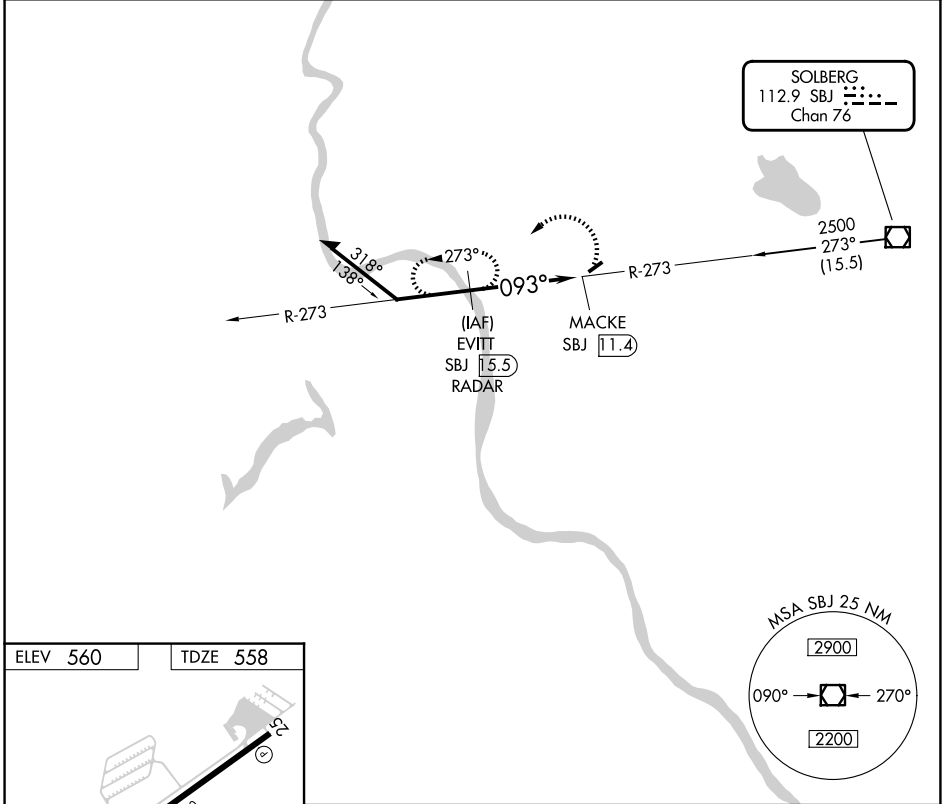 SOLBERG
112.9 SBJ
Chan 76
2500
273°
(15.5)
R-273
318°
138°
273°
093°
R-273
(IAF)
EVITT
SBJ 15.5
RADAR
MACKE
SBJ 11.4
MSA SBJ 25 NM
2900
090°
270°
2200
ELEV 560
TDZE 558
25
P